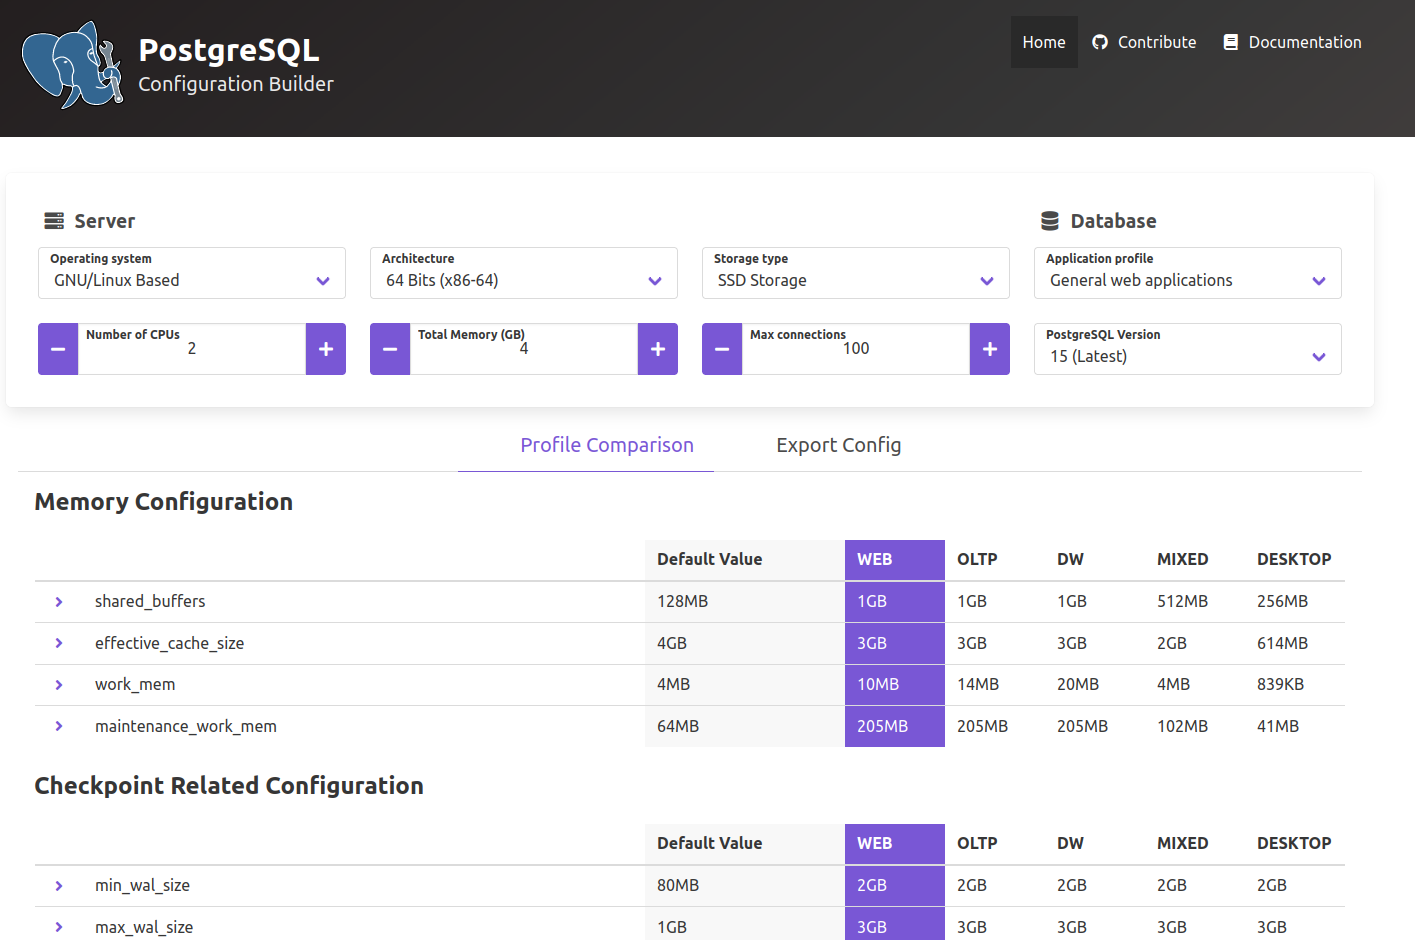 PostgreSQL
Configuration Builder
Home Contribute Documentation
Server Database
Operating system Architecture Storage type Application profile
GNU/Linux Based 64 Bits (x86-64) SSD Storage General web applications
Number of CPUs Total Memory (GB) Max connections PostgreSQL Version
2 4 100 15 (Latest)
Profile Comparison Export Config
Memory Configuration
Default Value WEB OLTP DW MIXED DESKTOP
shared_buffers 128MB 1GB 1GB 1GB 512MB 256MB
effective_cache_size 4GB 3GB 3GB 3GB 2GB 614MB
work_mem 4MB 10MB 14MB 20MB 4MB 839KB
maintenance_work_mem 64MB 205MB 205MB 205MB 102MB 41MB
Checkpoint Related Configuration
Default Value WEB OLTP DW MIXED DESKTOP
min_wal_size 80MB 2GB 2GB 2GB 2GB 2GB
max_wal_size 1GB 3GB 3GB 3GB 3GB 3GB